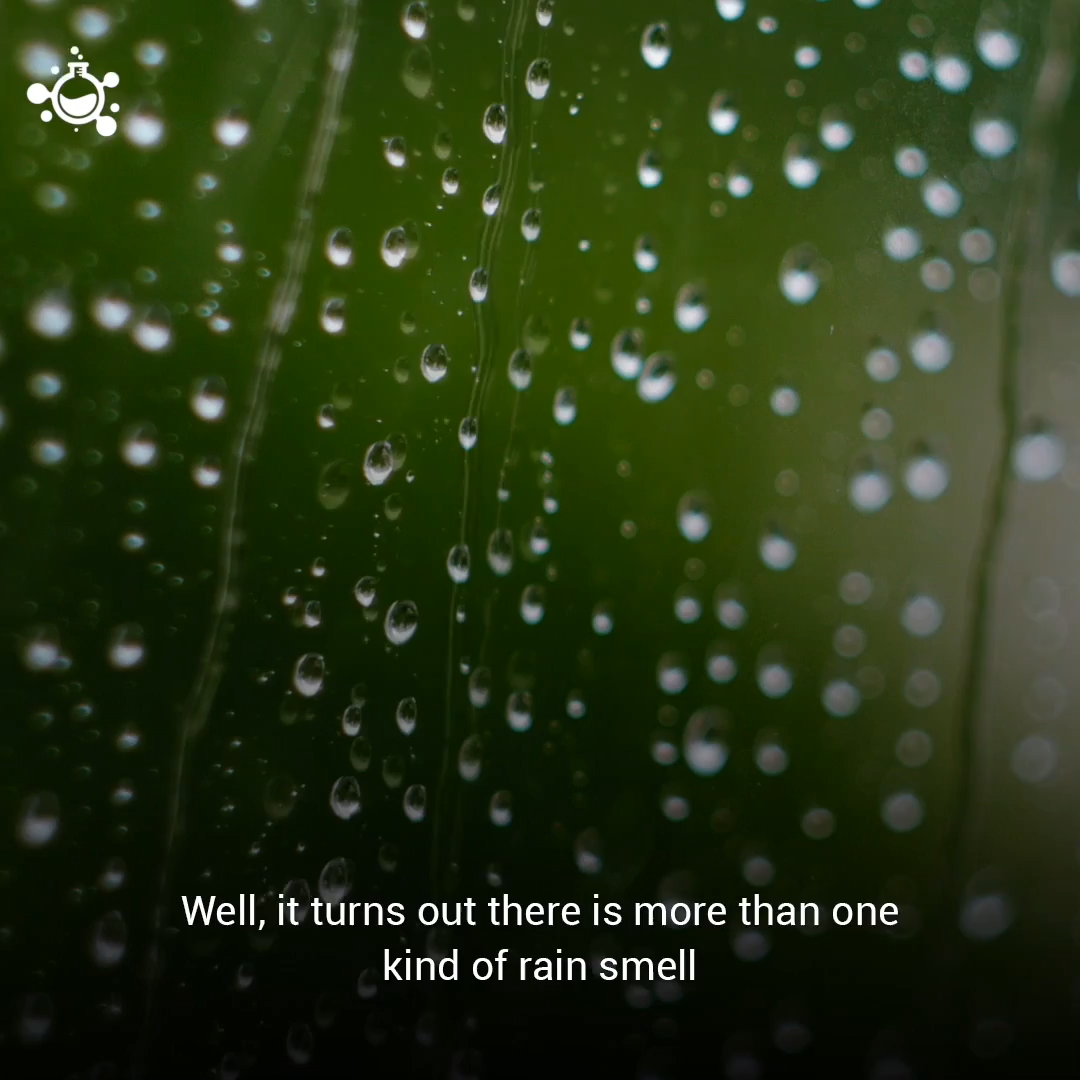 Well, it turns out there is more than one
kind of rain smell